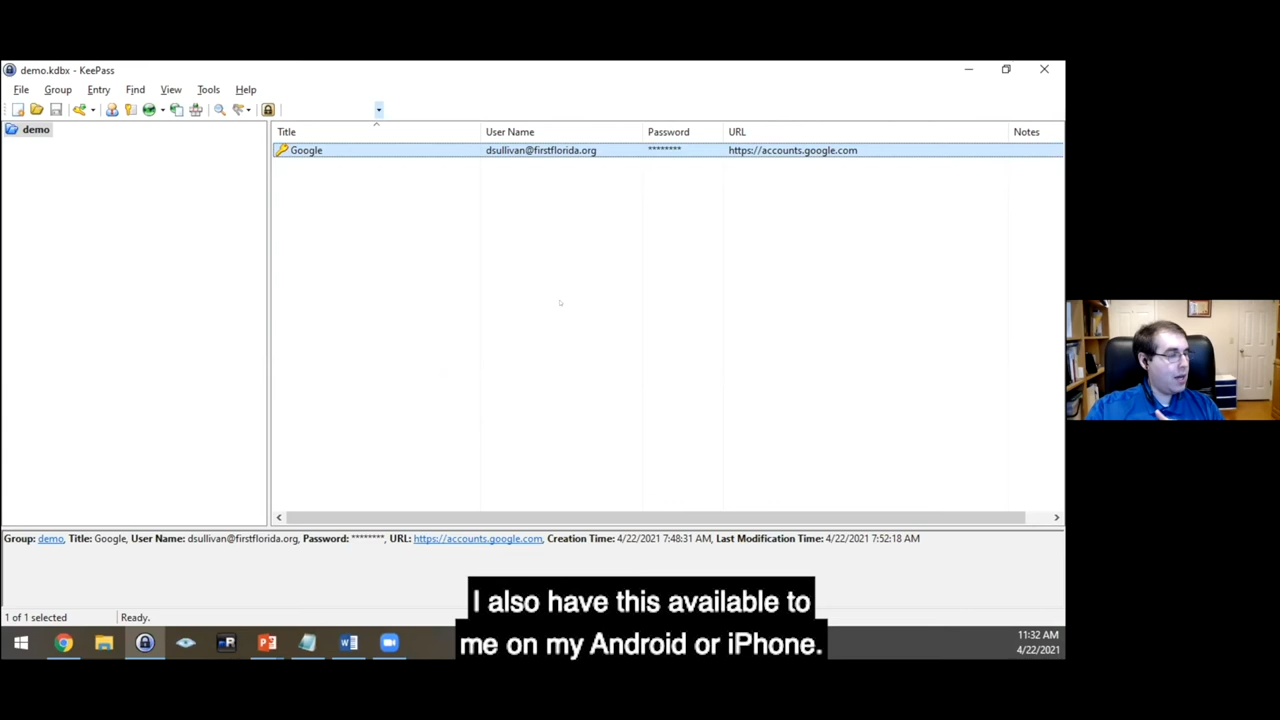 demo.kdbx - KeePass
File Group Entry Find View Tools Help
demo
Title User Name Password URL Notes
Google dsullivan@firstflorida.org ******** https://accounts.google.com
Group: demo, Title: Google, User Name: dsullivan@firstflorida.org, Password: ********, URL: https://accounts.google.com, Creation Time: 4/22/2021 7:48:31 AM, Last Modification Time: 4/22/2021 7:52:18 AM
1 of 1 selected Ready.
I also have this available to
me on my Android or iPhone.
11:32 AM
4/22/2021